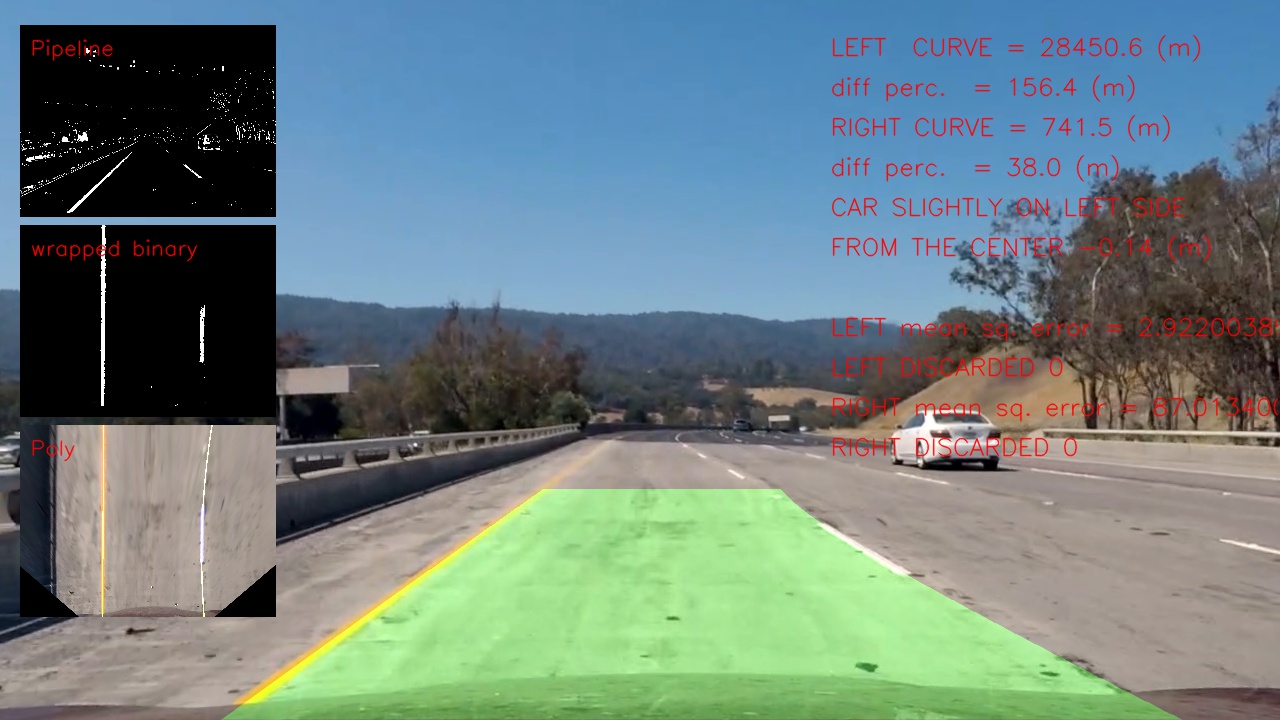 Pipeline
wrapped binary
Poly
LEFT CURVE = 28450.6 (m)
diff perc. = 156.4 (m)
RIGHT CURVE = 741.5 (m)
diff perc. = 38.0 (m)
CAR SLIGHTLY ON LEFT SIDE
FROM THE CENTER -0.14 (m)
LEFT mean sq. error = 2.9220038
LEFT DISCARDED 0
RIGHT mean sq. error = 87.013400
RIGHT DISCARDED 0